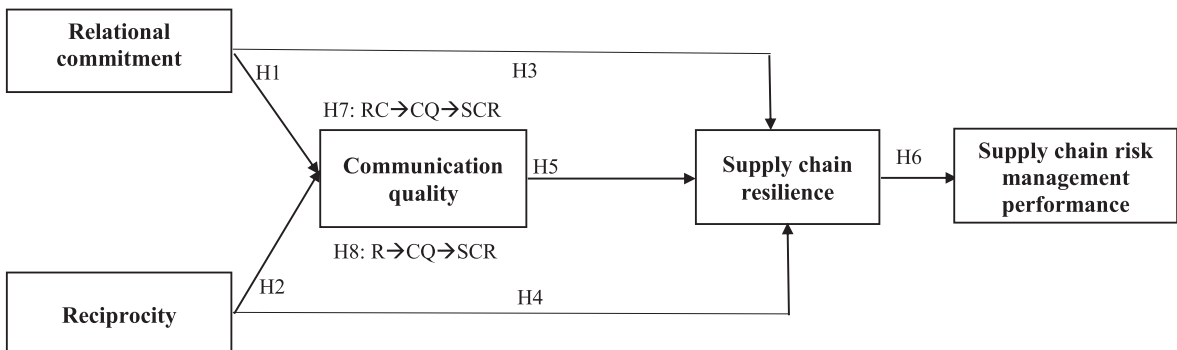 Relational
commitment
H1
H3
H7: RC→CQ→SCR
Communication
quality
H5
Supply chain
resilience
H6
Supply chain risk
management
performance
H8: R→CQ→SCR
H2
H4
Reciprocity